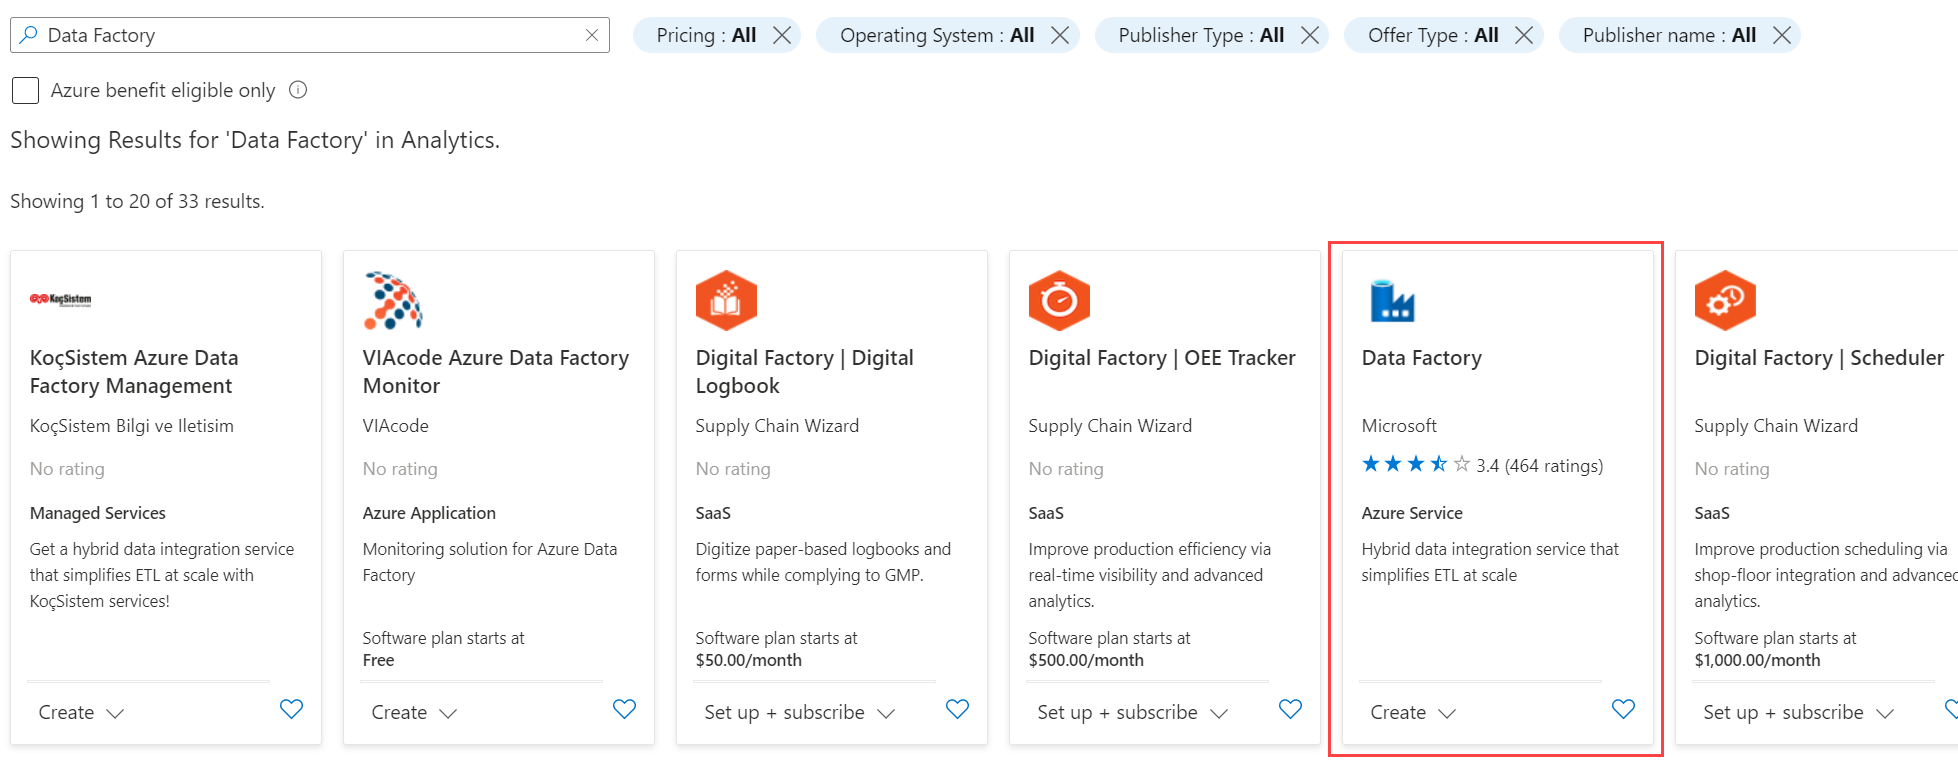 Data Factory
Pricing : All
Operating System : All
Publisher Type : All
Offer Type : All
Publisher name : All
Azure benefit eligible only
Showing Results for 'Data Factory' in Analytics.
Showing 1 to 20 of 33 results.
KoçSistem
KoçSistem Azure Data
Factory Management
KoçSistem Bilgi ve Iletisim
No rating
Managed Services
Get a hybrid data integration service
that simplifies ETL at scale with
KoçSistem services!
Create
VIAcode Azure Data Factory
Monitor
VIAcode
No rating
Azure Application
Monitoring solution for Azure Data
Factory
Software plan starts at
Free
Create
Digital Factory | Digital
Logbook
Supply Chain Wizard
No rating
SaaS
Digitize paper-based logbooks and
forms while complying to GMP.
Software plan starts at
$50.00/month
Set up + subscribe
Digital Factory | OEE Tracker
Supply Chain Wizard
No rating
SaaS
Improve production efficiency via
real-time visibility and advanced
analytics.
Software plan starts at
$500.00/month
Set up + subscribe
Data Factory
Microsoft
3.4 (464 ratings)
Azure Service
Hybrid data integration service that
simplifies ETL at scale
Create
Digital Factory | Scheduler
Supply Chain Wizard
No rating
SaaS
Improve production scheduling via
shop-floor integration and advanced
analytics.
Software plan starts at
$1,000.00/month
Set up + subscribe